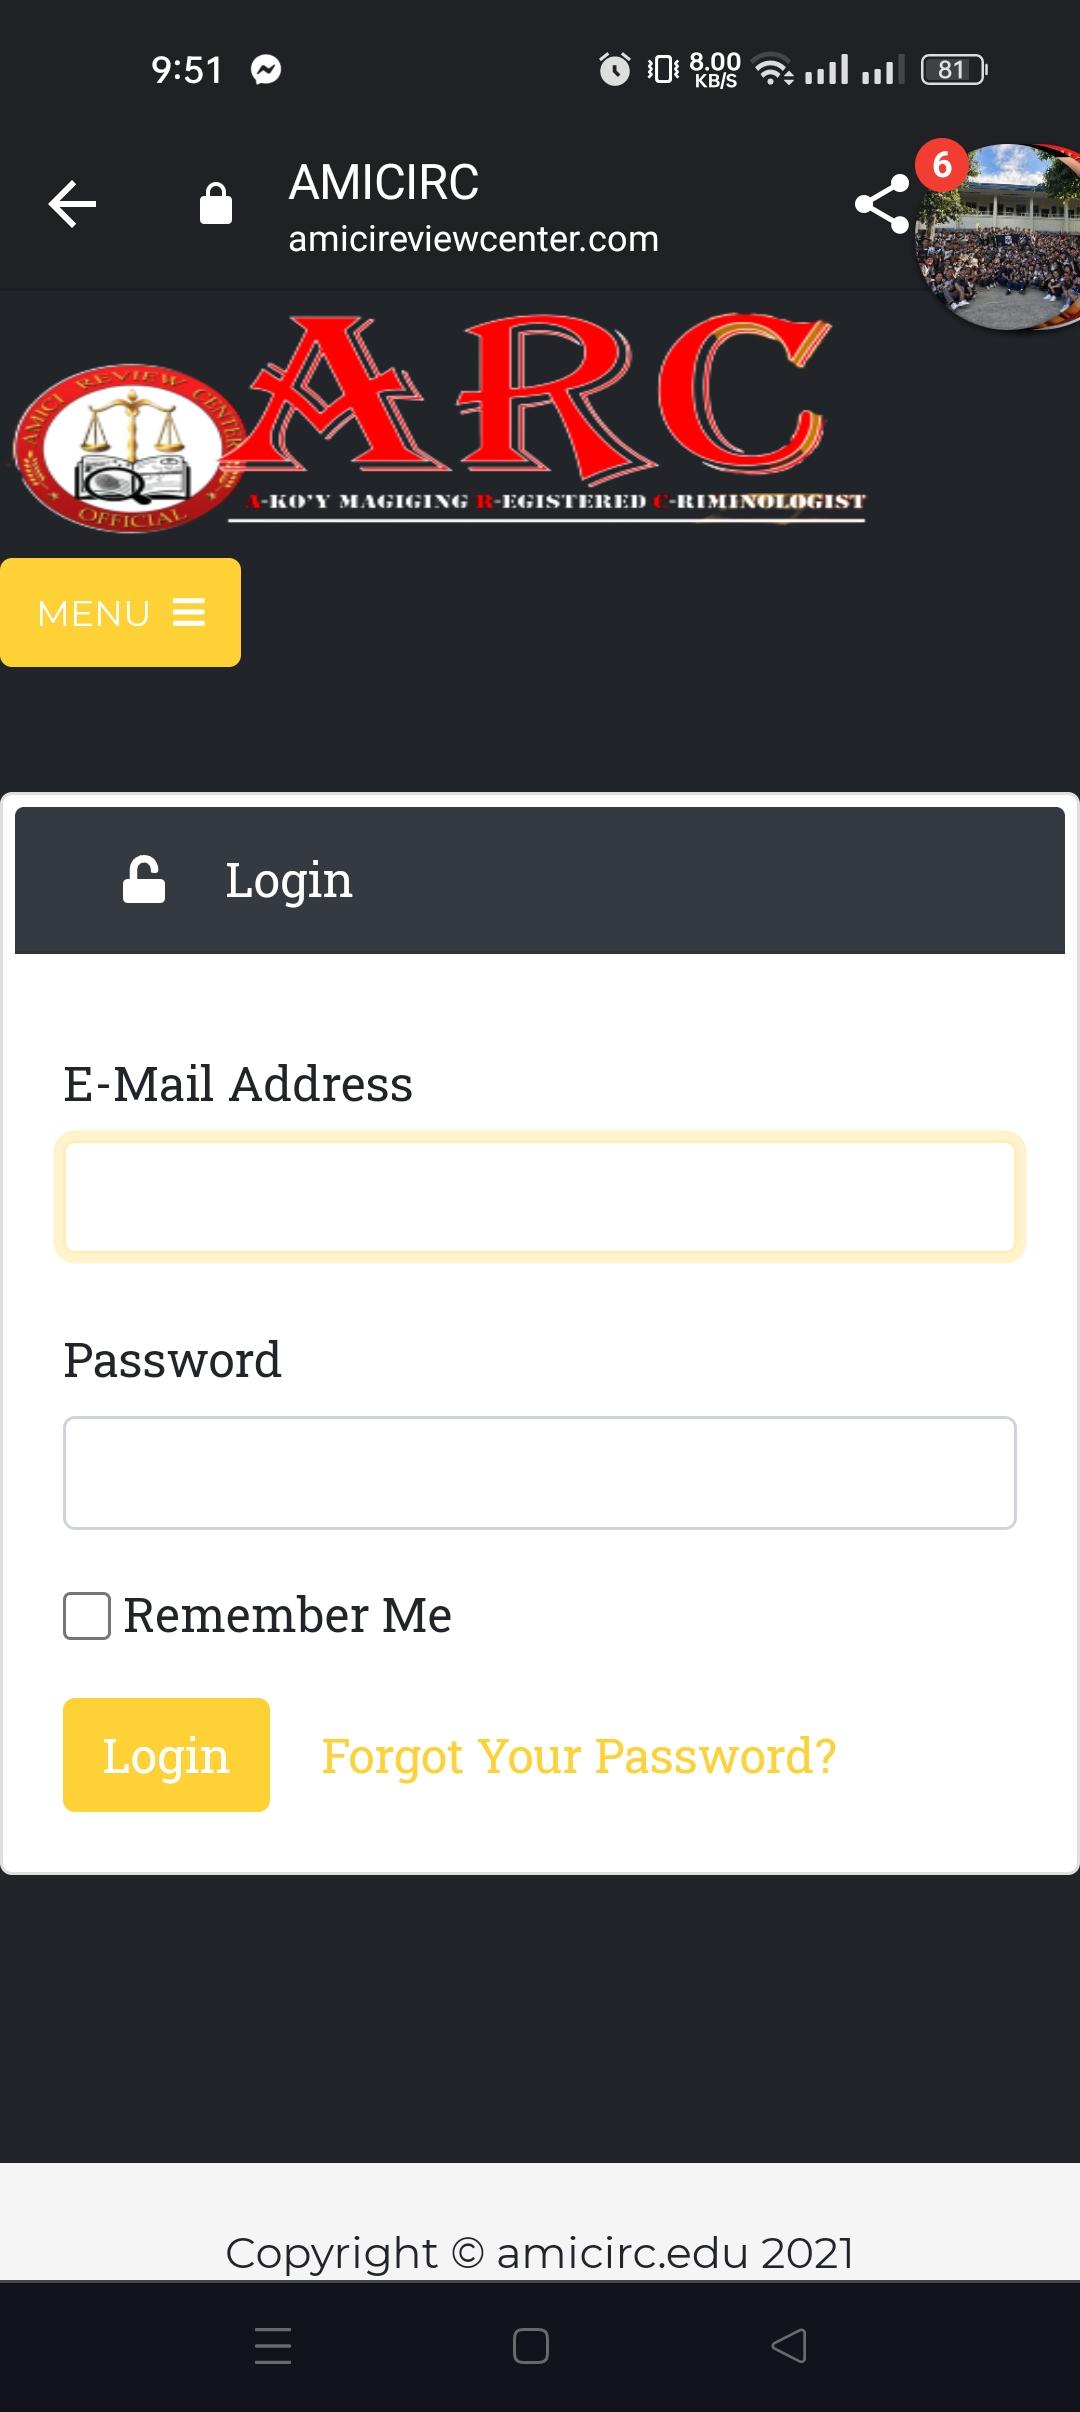 9:51
8.00
KB/S
81
AMICIRC
amicireviewcenter.com
6
ARC
AMICI REVIEW CENTER
OFFICIAL
A-KO'Y MAGIGING R-EGISTERED C-RIMINOLOGIST
MENU
Login
E-Mail Address
Password
Remember Me
Login
Forgot Your Password?
Copyright © amicirc.edu 2021